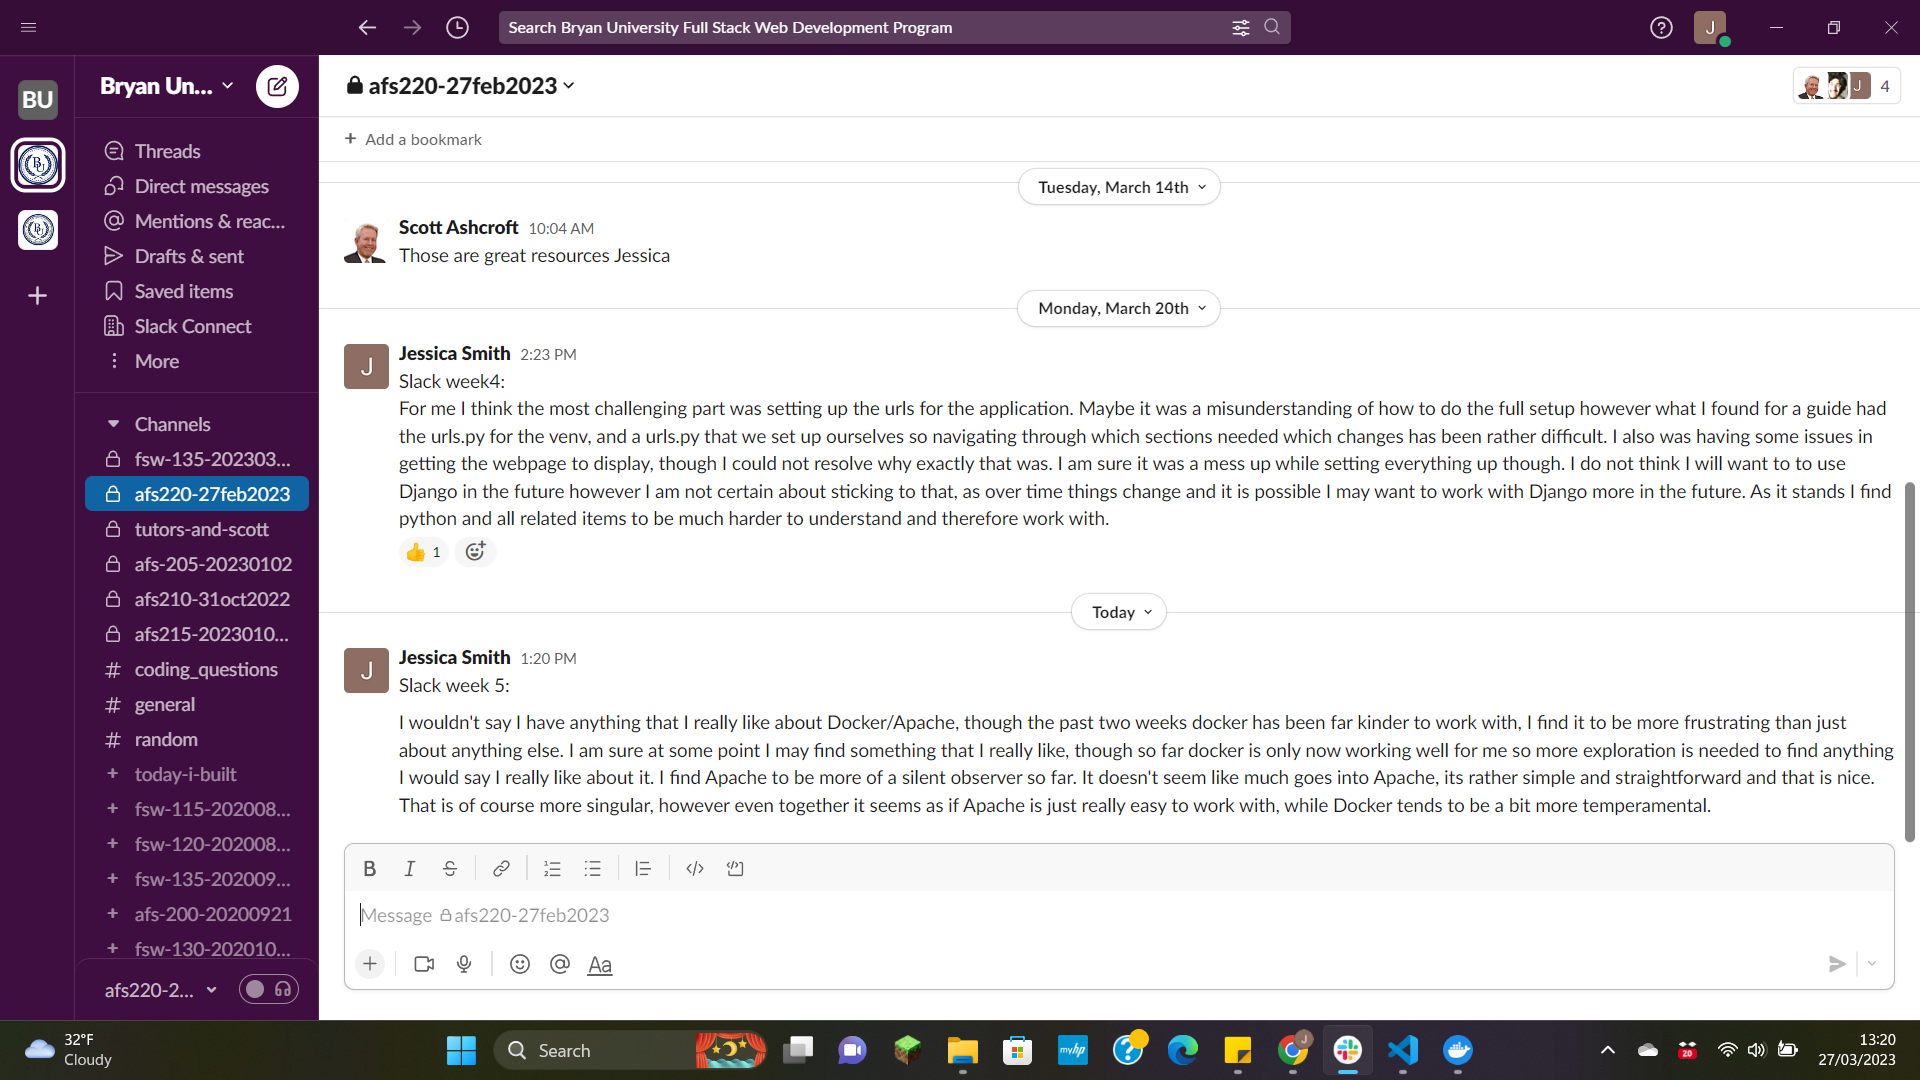 Search Bryan University Full Stack Web Development Program
J
BU
Bryan Un...
afs220-27feb2023
J
4
Add a bookmark
Threads
Direct messages
Mentions & reac...
Drafts & sent
Saved items
Slack Connect
More
Channels
fsw-135-202303...
afs220-27feb2023
tutors-and-scott
afs-205-20230102
afs210-31oct2022
afs215-2023010...
# coding_questions
# general
# random
+ today-i-built
+ fsw-115-202008...
+ fsw-120-202008...
+ fsw-135-202009...
+ afs-200-20200921
+ fsw-130-202010...
afs220-2...
Tuesday, March 14th
Scott Ashcroft 10:04 AM
Those are great resources Jessica
Monday, March 20th
J
Jessica Smith 2:23 PM
Slack week4:
For me I think the most challenging part was setting up the urls for the application. Maybe it was a misunderstanding of how to do the full setup however what I found for a guide had
the urls.py for the venv, and a urls.py that we set up ourselves so navigating through which sections needed which changes has been rather difficult. I also was having some issues in
getting the webpage to display, though I could not resolve why exactly that was. I am sure it was a mess up while setting everything up though. I do not think I will want to to use
Django in the future however I am not certain about sticking to that, as over time things change and it is possible I may want to work with Django more in the future. As it stands I find
python and all related items to be much harder to understand and therefore work with.
1
Today
J
Jessica Smith 1:20 PM
Slack week 5:
I wouldn't say I have anything that I really like about Docker/Apache, though the past two weeks docker has been far kinder to work with, I find it to be more frustrating than just
about anything else. I am sure at some point I may find something that I really like, though so far docker is only now working well for me so more exploration is needed to find anything
I would say I really like about it. I find Apache to be more of a silent observer so far. It doesn't seem like much goes into Apache, its rather simple and straightforward and that is nice.
That is of course more singular, however even together it seems as if Apache is just really easy to work with, while Docker tends to be a bit more temperamental.
B I S
Message afs220-27feb2023
Aa
32°F
Cloudy
Search
myhp
J
20
13:20
27/03/2023